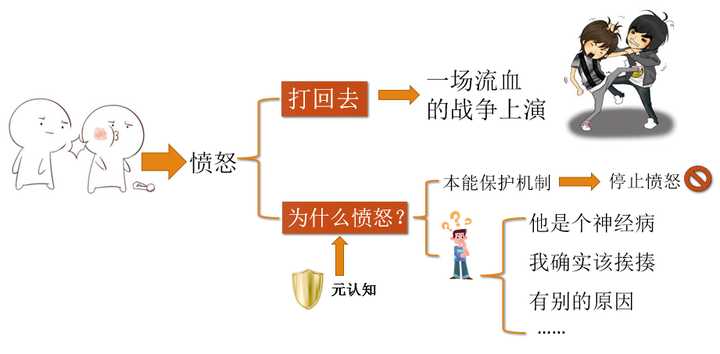 愤怒
打回去
一场流血
的战争上演
为什么愤怒？
元认知
本能保护机制
停止愤怒
他是个神经病
我确实该挨揍
有别的原因
……